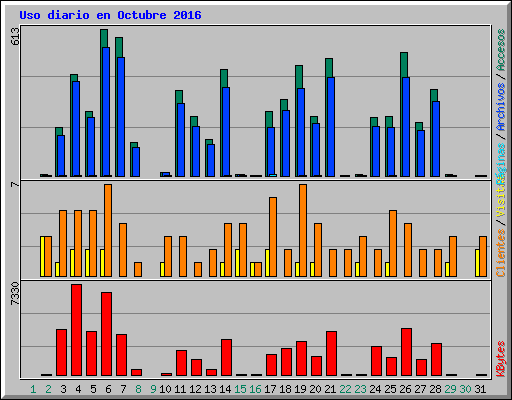 Uso diario en Octubre 2016
613
7
7330
Clientes / Visitas
Páginas / Archivos / Accesos
KBytes
1 2 3 4 5 6 7 8 9 10 11 12 13 14 15 16 17 18 19 20 21 22 23 24 25 26 27 28 29 30 31